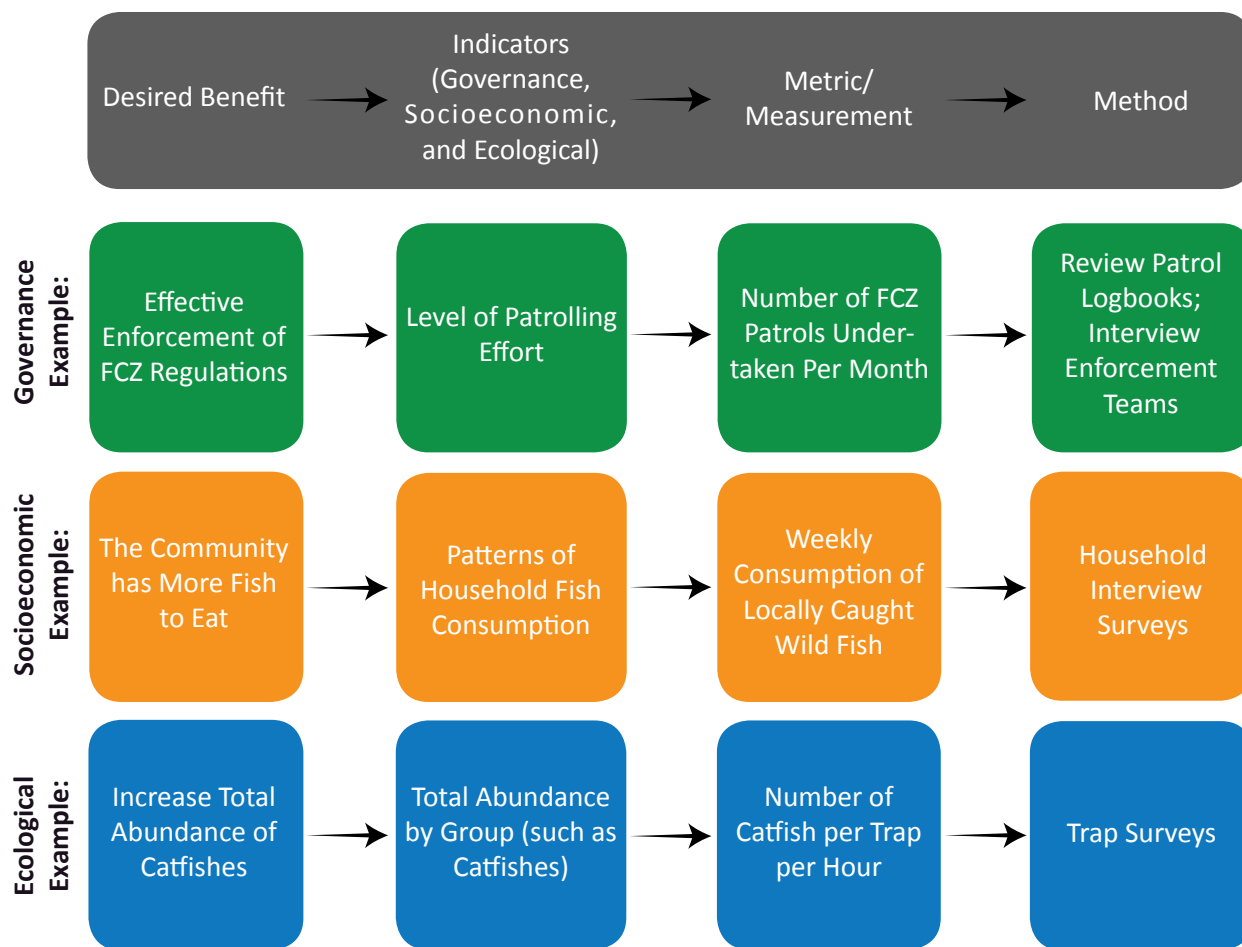 Desired Benefit
Indicators
(Governance,
Socioeconomic,
and Ecological)
Metric/
Measurement
Method
Governance
Example:
Effective
Enforcement of
FCZ Regulations
Level of Patrolling
Effort
Number of FCZ
Patrols Under-
taken Per Month
Review Patrol
Logbooks;
Interview
Enforcement
Teams
Socioeconomic
Example:
The Community
has More Fish
to Eat
Patterns of
Household Fish
Consumption
Weekly
Consumption of
Locally Caught
Wild Fish
Household
Interview
Surveys
Ecological
Example:
Increase Total
Abundance of
Catfishes
Total Abundance
by Group (such as
Catfishes)
Number of
Catfish per Trap
per Hour
Trap Surveys